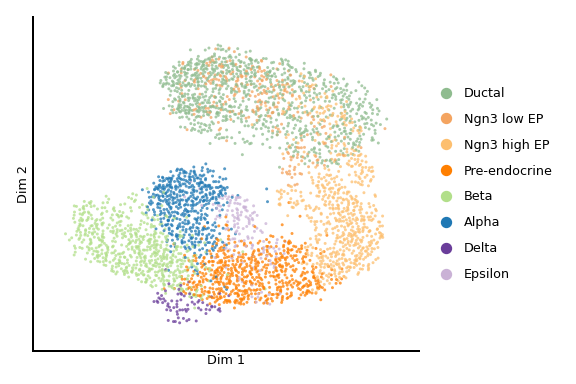 Ductal
Ngn3 low EP
Ngn3 high EP
Pre-endocrine
Beta
Alpha
Delta
Epsilon
Dim 2
Dim 1